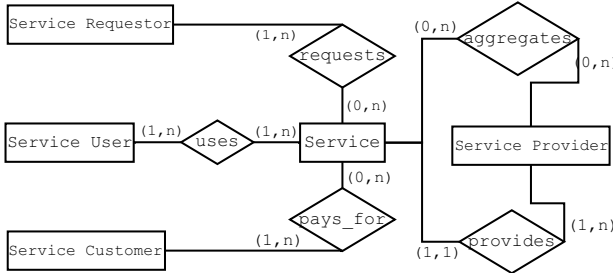 Service Requestor
(1,n)
requests
(0,n)
(0,n)
aggregates
(0,n)
Service User
(1,n)
uses
(1,n)
Service
Service Provider
(0,n)
pays_for
(1,n)
Service Customer
(1,n)
(1,1)
provides